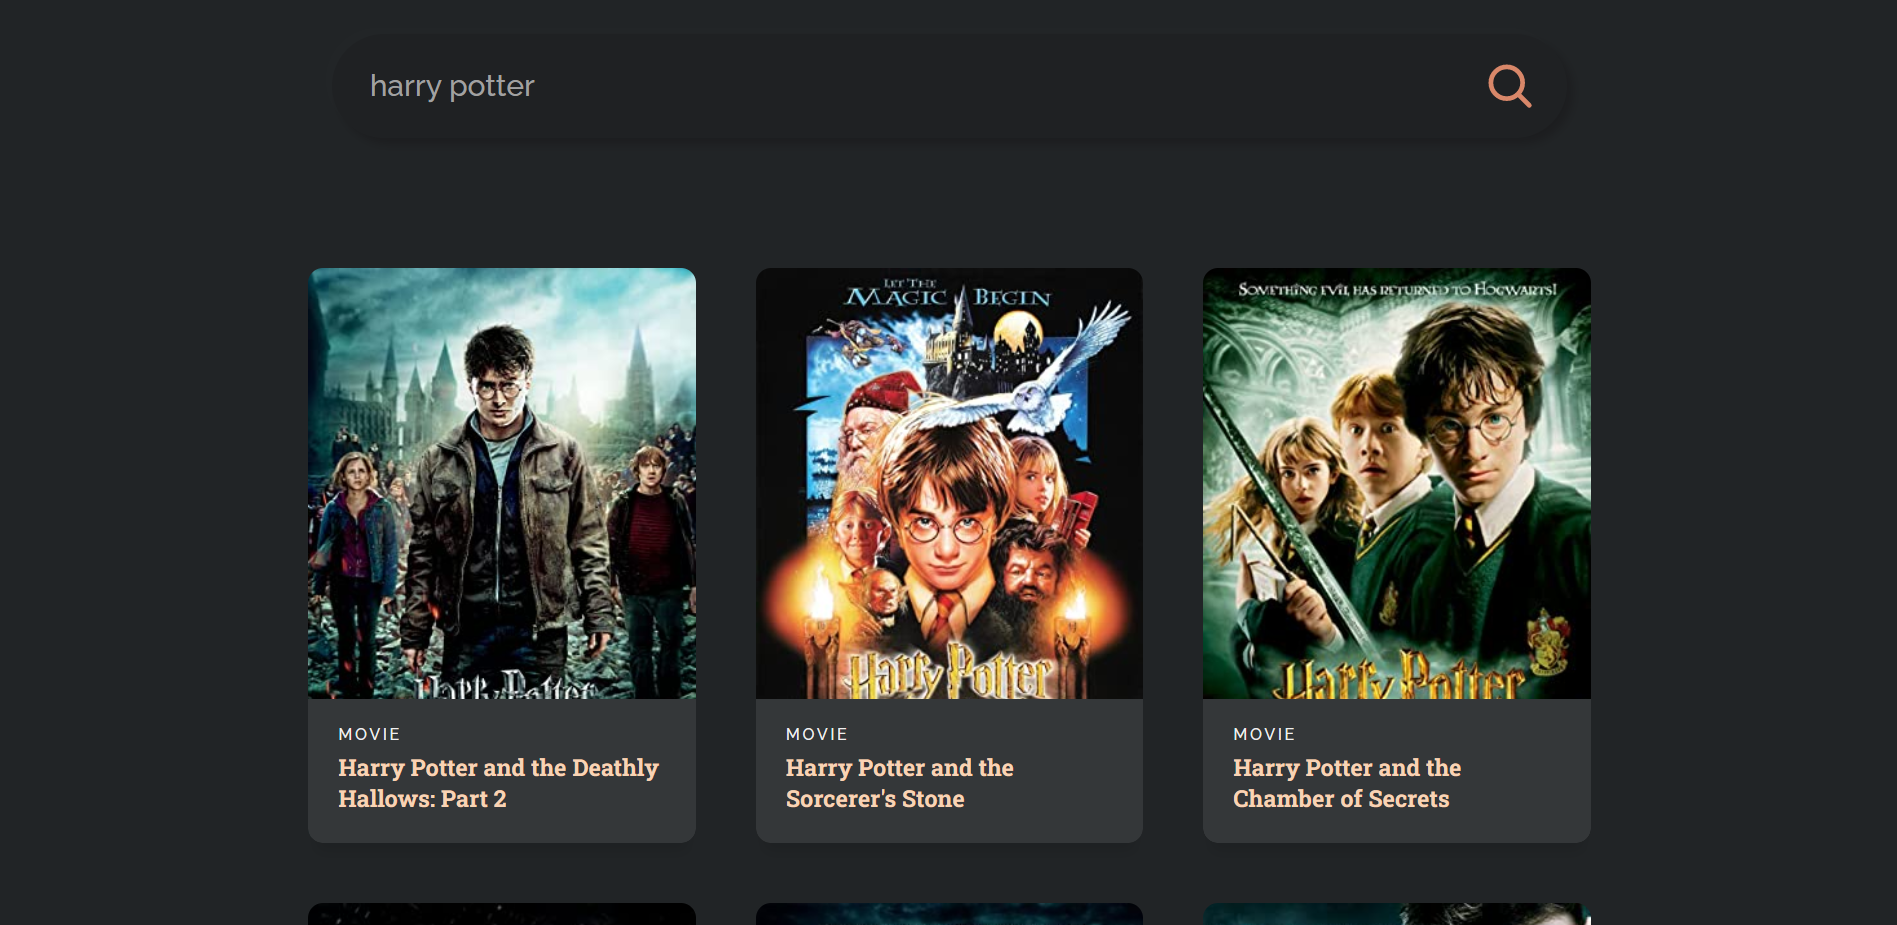 harry potter
LET THE
MAGIC BEGIN
SOMETHING EVIL HAS RETURNED TO HOGWARTS!
Harry Potter
Harry Potter
Harry Potter
MOVIE
Harry Potter and the Deathly
Hallows: Part 2
MOVIE
Harry Potter and the
Sorcerer's Stone
MOVIE
Harry Potter and the
Chamber of Secrets